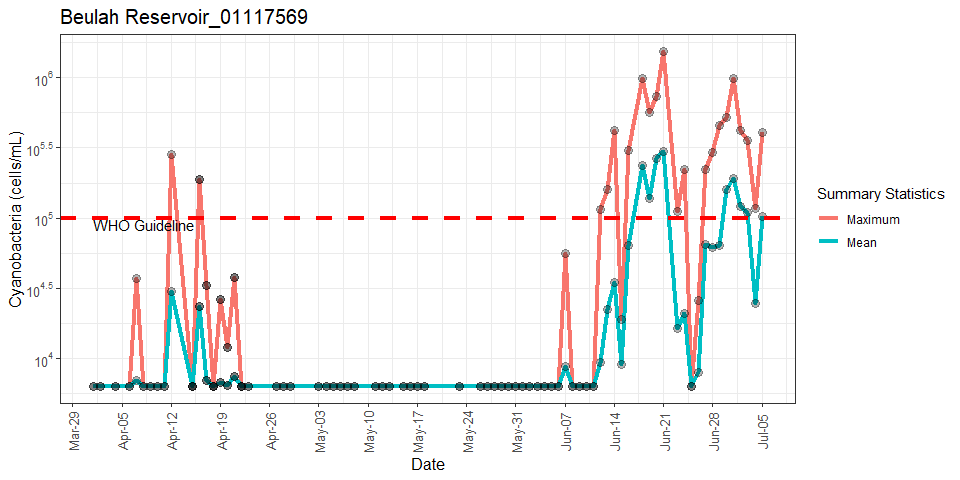 Beulah Reservoir_01117569
Cyanobacteria (cells/mL)
10^6
10^5.5
10^5
10^4.5
10^4
WHO Guideline
Mar-29
Apr-05
Apr-12
Apr-19
Apr-26
May-03
May-10
May-17
May-24
May-31
Jun-07
Jun-14
Jun-21
Jun-28
Jul-05
Date
Summary Statistics
Maximum
Mean